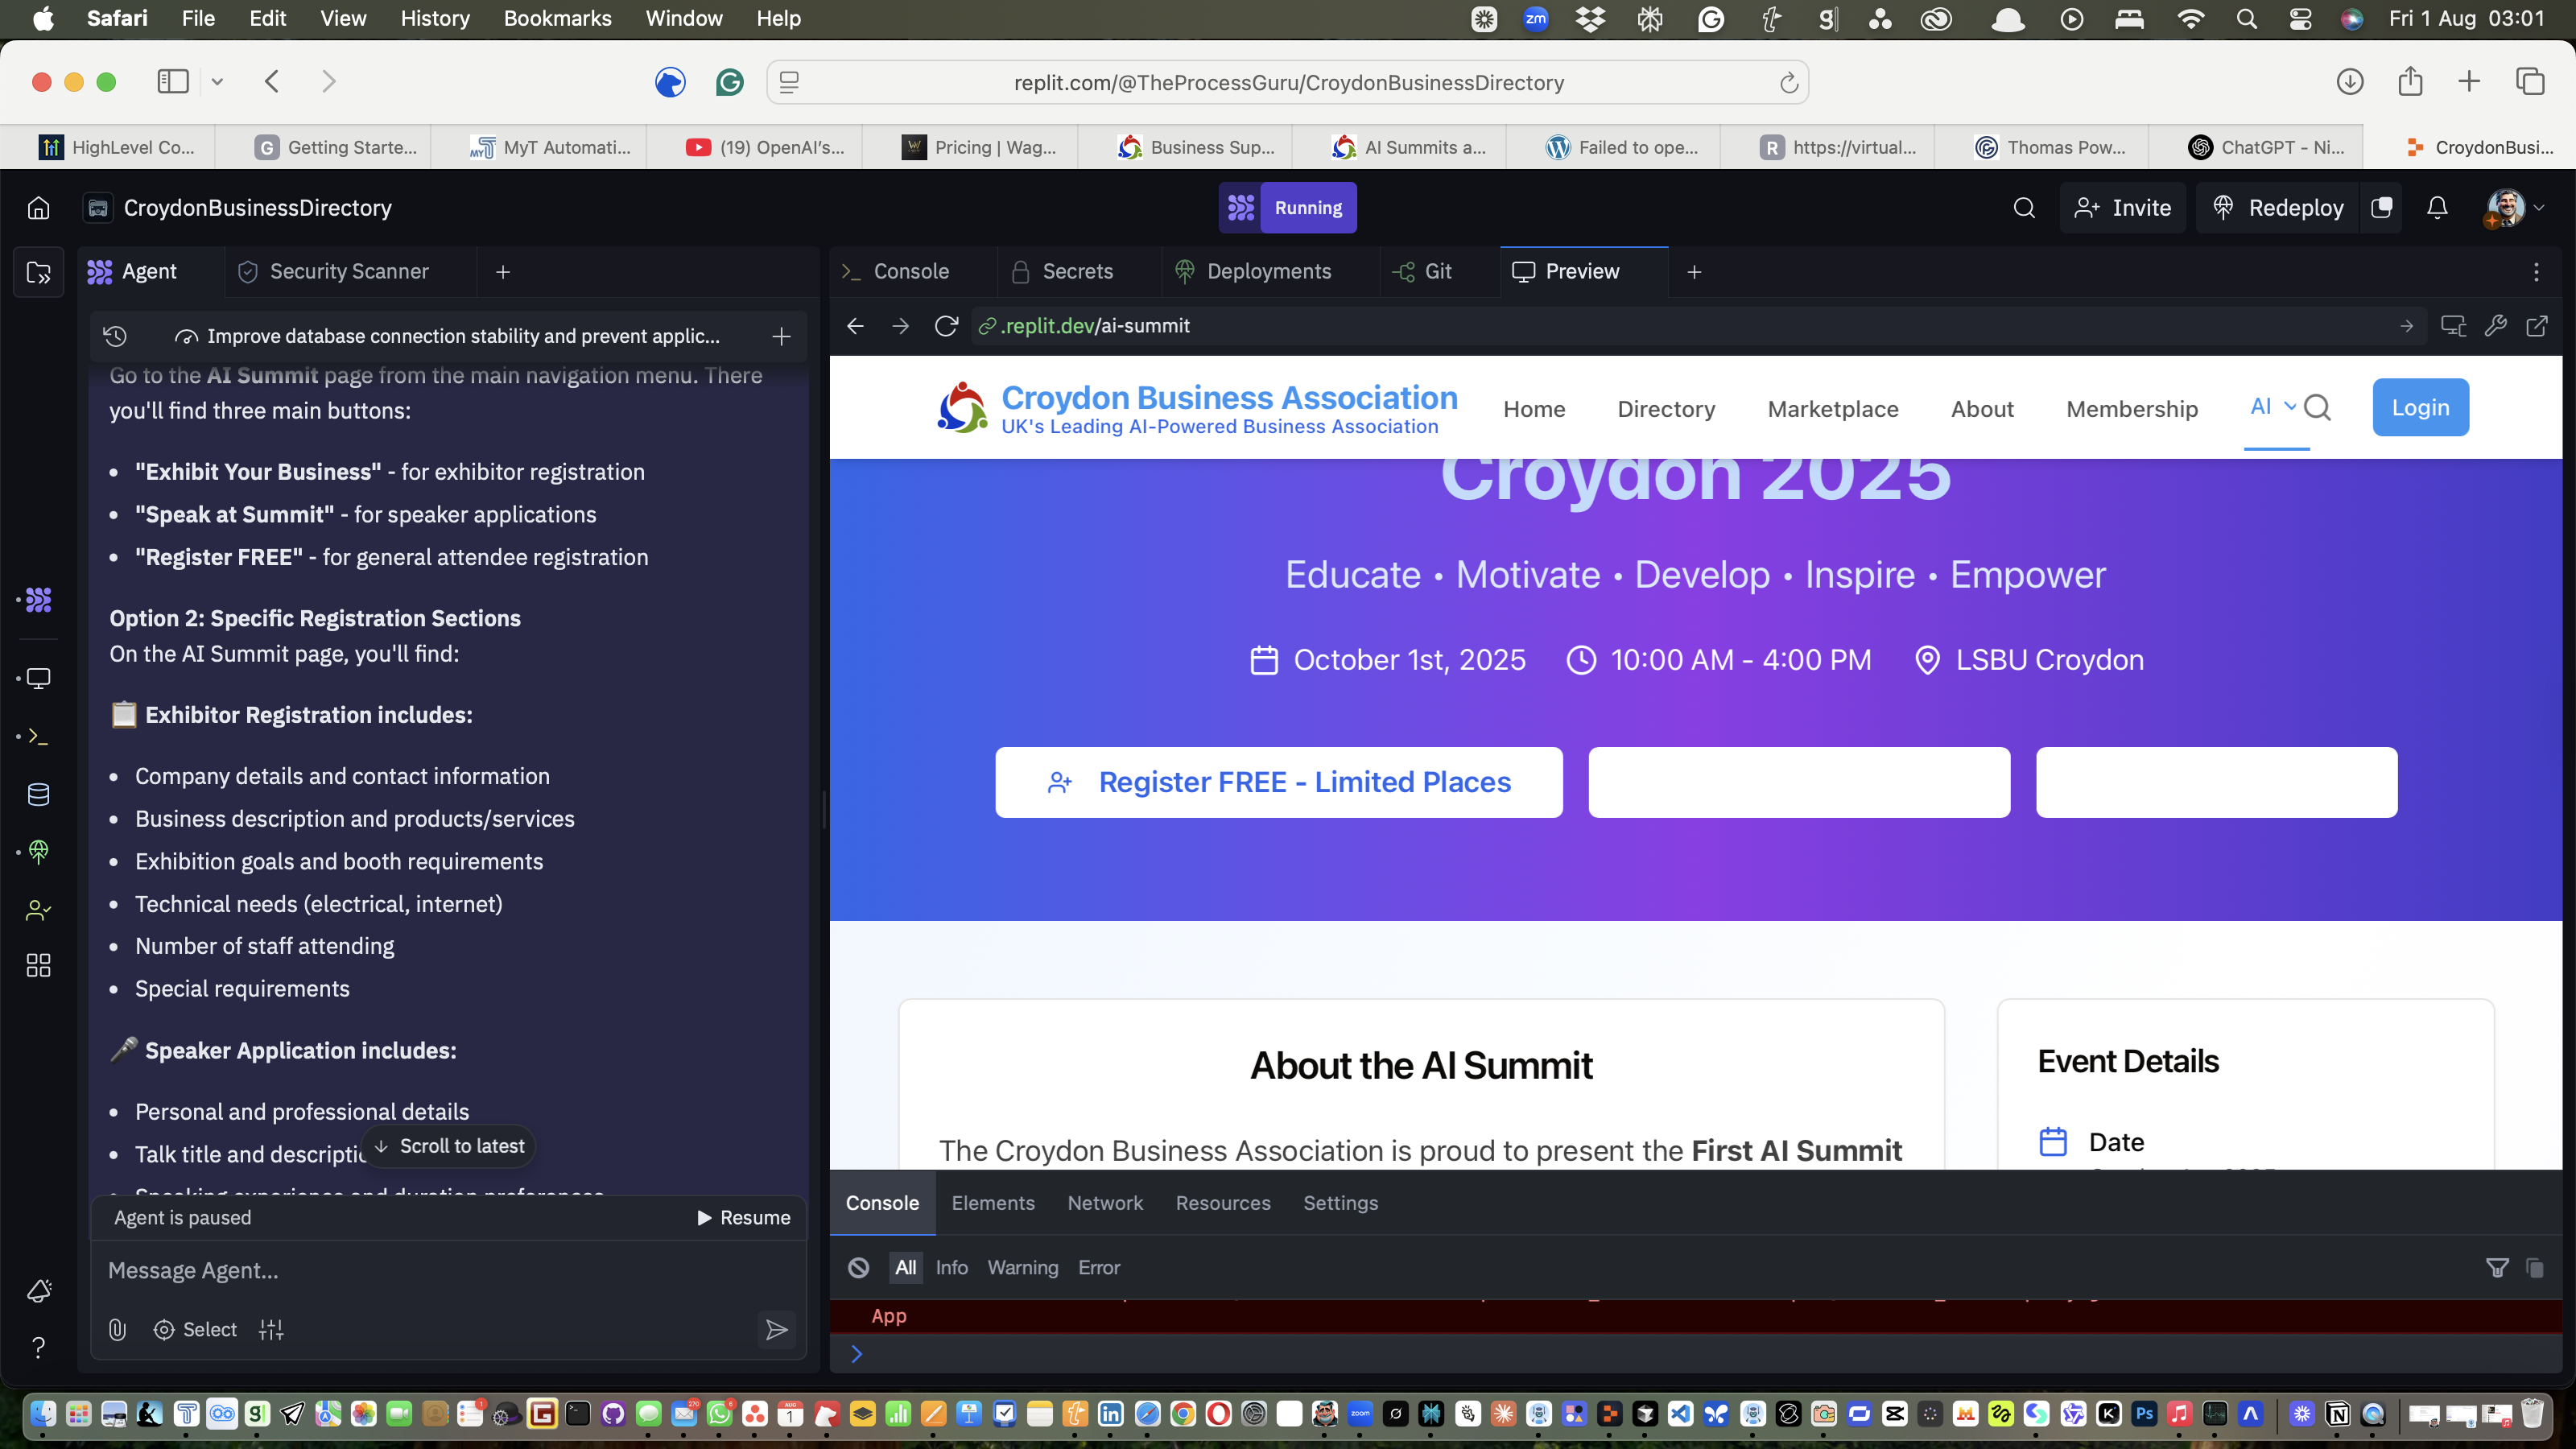 Safari File Edit View History Bookmarks Window Help
Fri 1 Aug 03:01
replit.com/@TheProcessGuru/CroydonBusinessDirectory
HighLevel Co...
Getting Starte...
MyT Automati...
(19) OpenAI's...
Pricing | Wag...
Business Sup...
AI Summits a...
Failed to ope...
https://virtual...
Thomas Pow...
ChatGPT - Ni...
CroydonBusi...
CroydonBusinessDirectory
Running
Invite
Redeploy
Agent
Security Scanner
Improve database connection stability and prevent applic...
Go to the AI Summit page from the main navigation menu. There
you'll find three main buttons:
• "Exhibit Your Business" - for exhibitor registration
• "Speak at Summit" - for speaker applications
• "Register FREE" - for general attendee registration
Option 2: Specific Registration Sections
On the AI Summit page, you'll find:
📋 Exhibitor Registration includes:
• Company details and contact information
• Business description and products/services
• Exhibition goals and booth requirements
• Technical needs (electrical, internet)
• Number of staff attending
• Special requirements
🎤 Speaker Application includes:
• Personal and professional details
• Talk title and descripti
Scroll to latest
• Speaking experience and duration preferences
Agent is paused
Resume
Message Agent...
Select
Console
Secrets
Deployments
Git
Preview
.replit.dev/ai-summit
Croydon Business Association
UK's Leading AI-Powered Business Association
Home
Directory
Marketplace
About
Membership
AI
Login
Croydon 2025
Educate • Motivate • Develop • Inspire • Empower
October 1st, 2025
10:00 AM - 4:00 PM
LSBU Croydon
Register FREE - Limited Places
About the AI Summit
The Croydon Business Association is proud to present the First AI Summit
Event Details
Date
Console
Elements
Network
Resources
Settings
All
Info
Warning
Error
App